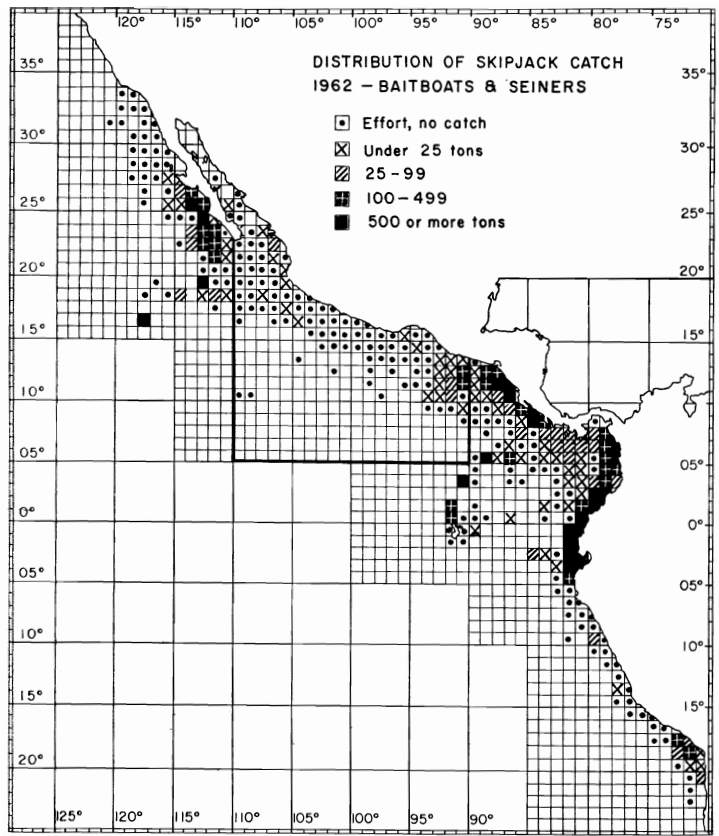 120° 115° 110° 105° 100° 95° 90° 85° 80° 75°
DISTRIBUTION OF SKIPJACK CATCH
1962 — BAITBOATS & SEINERS
Effort, no catch
Under 25 tons
25 - 99
100 - 499
500 or more tons
35° 35°
30° 30°
25° 25°
20° 20°
15° 15°
10° 10°
05° 05°
0° 0°
05° 05°
10° 10°
15° 15°
20°
125° 120° 115° 110° 105° 100° 95° 90°